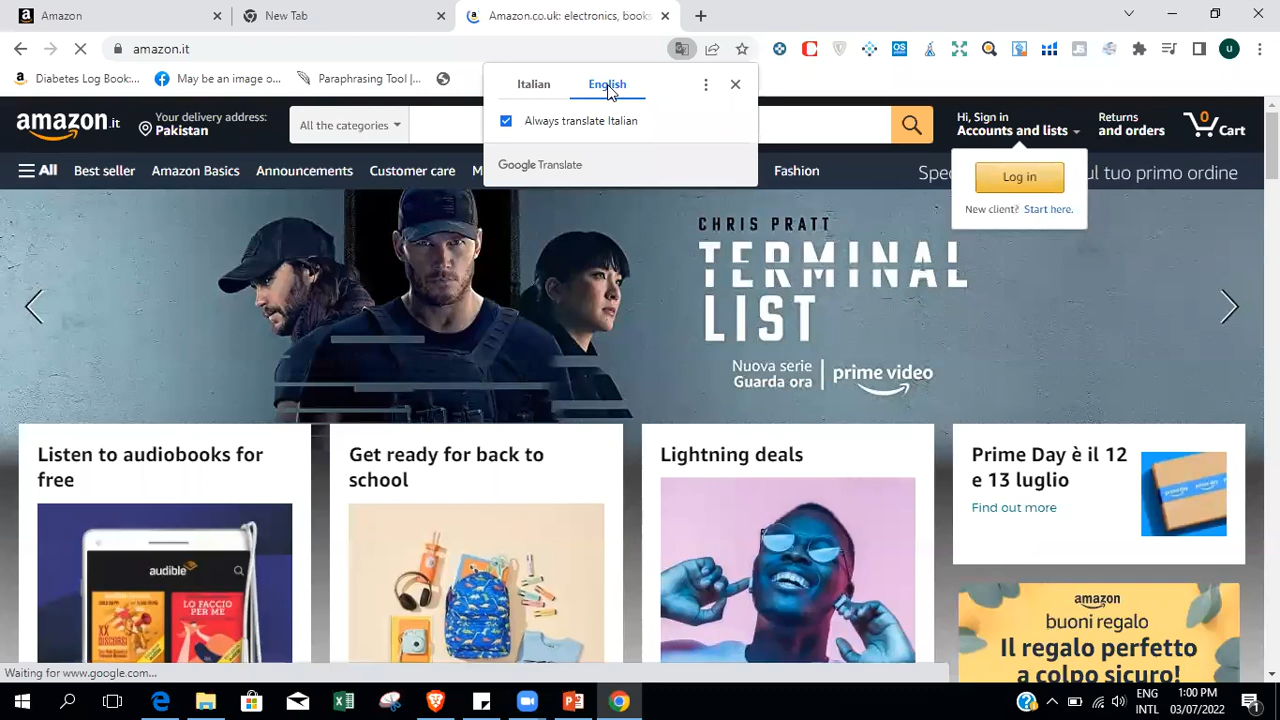 Amazon
New Tab
Amazon.co.uk: electronics, books
amazon.it
Diabetes Log Book:...
May be an image o...
Paraphrasing Tool |...
Italian
English
Always translate Italian
Google Translate
amazon.it
Your delivery address:
Pakistan
All the categories
Hi, Sign in
Accounts and lists
Returns
and orders
0
Cart
All
Best seller
Amazon Basics
Announcements
Customer care
M
Fashion
Spec
ul tuo primo ordine
Log in
New client? Start here.
CHRIS PRATT
TERMINAL
LIST
Nuova serie
Guarda ora
prime video
Listen to audiobooks for
free
Get ready for back to
school
Lightning deals
Prime Day è il 12
e 13 luglio
Find out more
audible
LO FACCIO
PER ME
amazon
buoni regalo
Il regalo perfetto
a colpo sicuro!
Waiting for www.google.com...
ENG
INTL
1:00 PM
03/07/2022